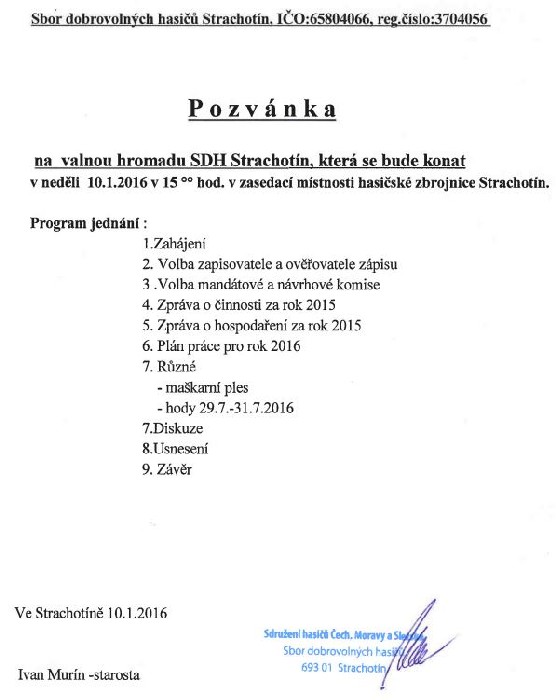 Sbor dobrovolných hasičů Strachotín, IČO:65804066, reg.číslo:3704056
Pozvánka
na valnou hromadu SDH Strachotín, která se bude konat
v neděli 10.1.2016 v 15 °° hod. v zasedací místnosti hasičské zbrojnice Strachotín.
Program jednání :
1.Zahájení
2. Volba zapisovatele a ověřovatele zápisu
3 .Volba mandátové a návrhové komise
4. Zpráva o činnosti za rok 2015
5. Zpráva o hospodaření za rok 2015
6. Plán práce pro rok 2016
7. Různé
- maškarní ples
- hody 29.7.-31.7.2016
7.Diskuze
8.Usnesení
9. Závěr
Ve Strachotíně 10.1.2016
Sdružení hasičů Čech, Moravy a Slezska
Sbor dobrovolných hasičů
693 01 Strachotín
Ivan Murín -starosta